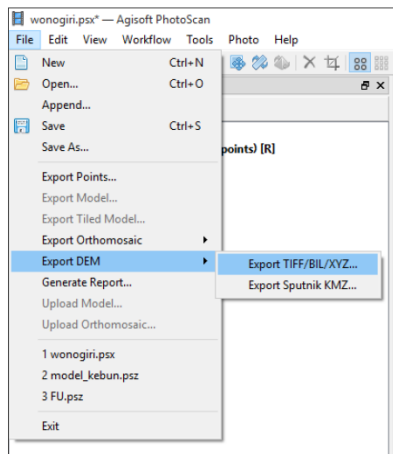 wonogiri.psx* — Agisoft PhotoScan
File Edit View Workflow Tools Photo Help
New Ctrl+N
Open... Ctrl+O
Append...
Save Ctrl+S
points) [R]
Save As...
Export Points...
Export Model...
Export Tiled Model...
Export Orthomosaic
Export DEM
Export TIFF/BIL/XYZ...
Generate Report...
Export Sputnik KMZ...
Upload Model...
Upload Orthomosaic...
1 wonogiri.psx
2 model_kebun.psz
3 FU.psz
Exit